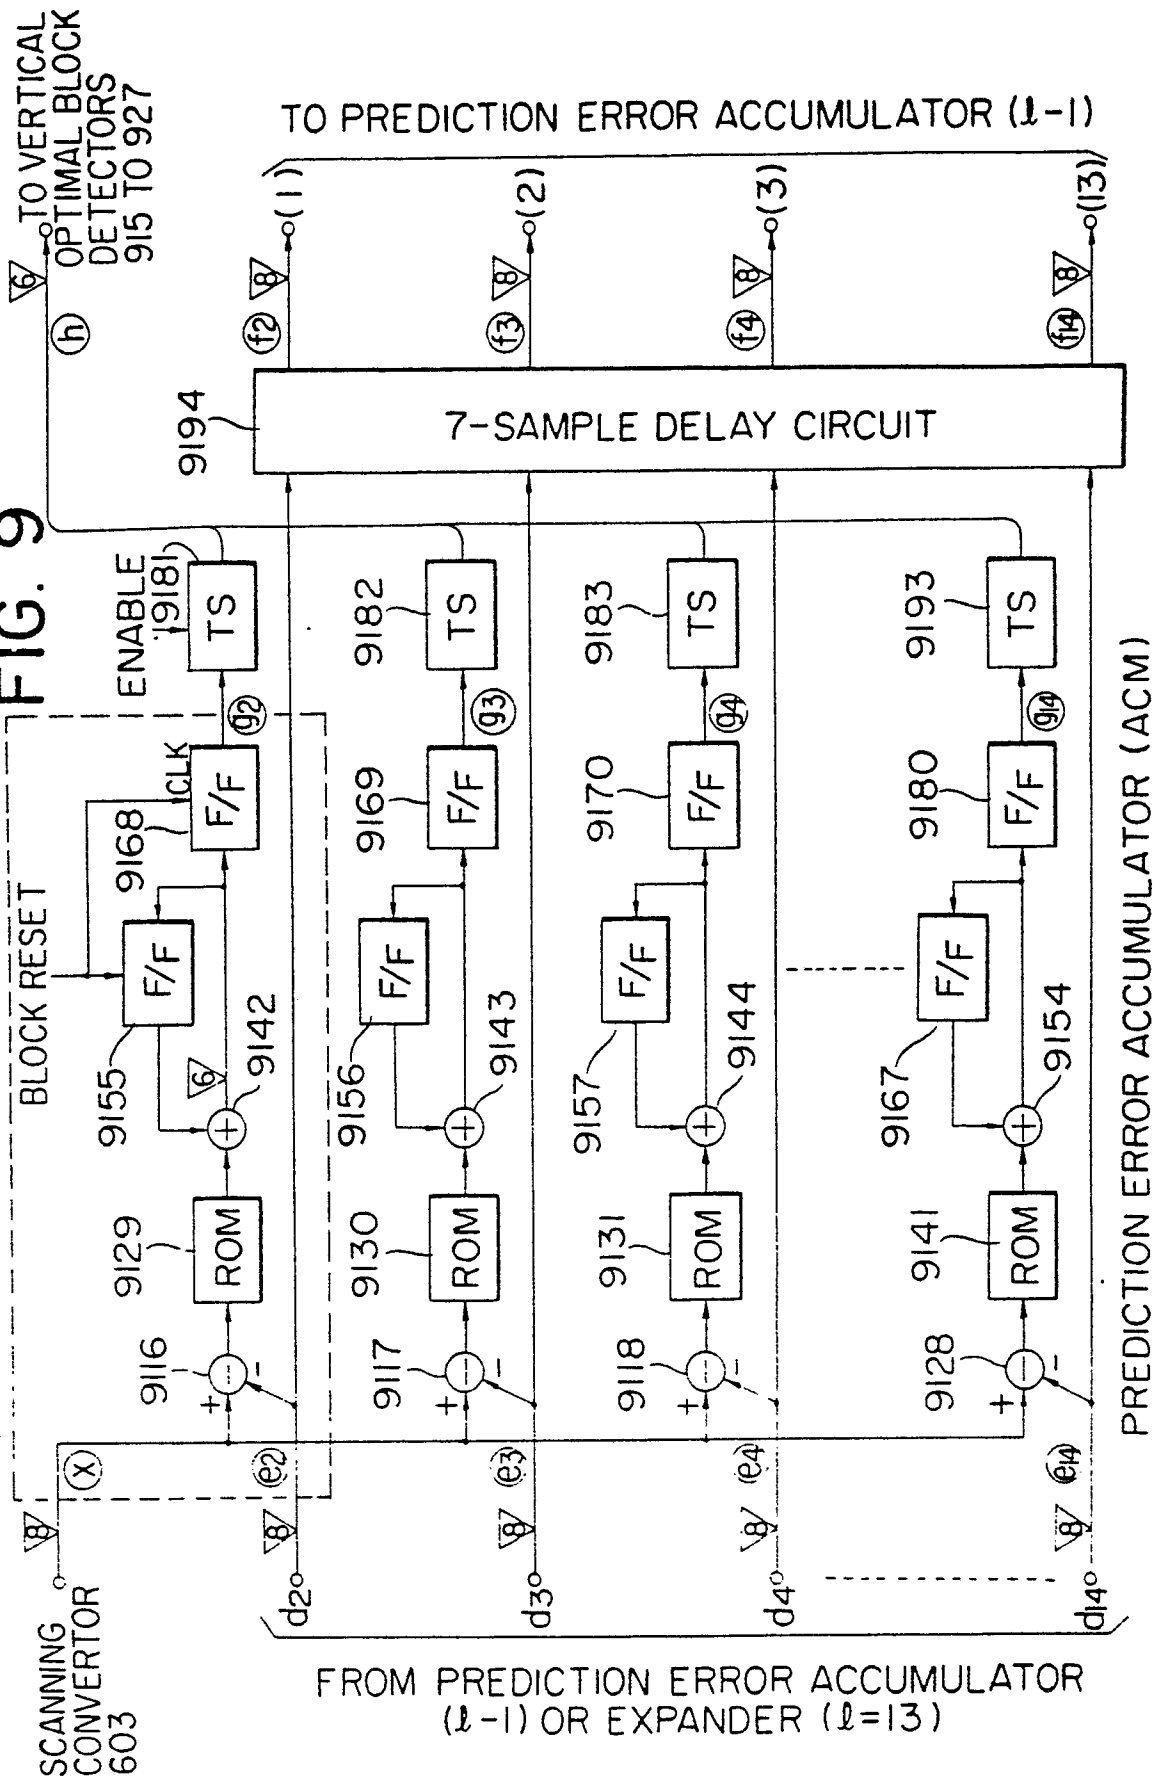 FIG. 9
SCANNING
CONVERTOR
603
8
x
BLOCK RESET
ENABLE
h
6
TO VERTICAL
OPTIMAL BLOCK
DETECTORS
915 TO 927
9116
+
-
9129
ROM
9155
F/F
6
+
9142
9168
CLK
F/F
g2
9181
TS
d2
8
e2
f2
8
(1)
9117
+
-
9130
ROM
9156
F/F
+
9143
9169
F/F
g3
9182
TS
d3
8
e3
f3
8
(2)
9118
+
-
9131
ROM
9157
F/F
+
9144
9170
F/F
g4
9183
TS
d4
8
e4
f4
8
(3)
9128
+
-
9141
ROM
9167
F/F
+
9154
9180
F/F
g14
9193
TS
d14
8
e14
f14
8
(13)
9194
7-SAMPLE DELAY CIRCUIT
FROM PREDICTION ERROR ACCUMULATOR
(ℓ-1) OR EXPANDER (ℓ=13)
TO PREDICTION ERROR ACCUMULATOR (ℓ-1)
PREDICTION ERROR ACCUMULATOR (ACM)